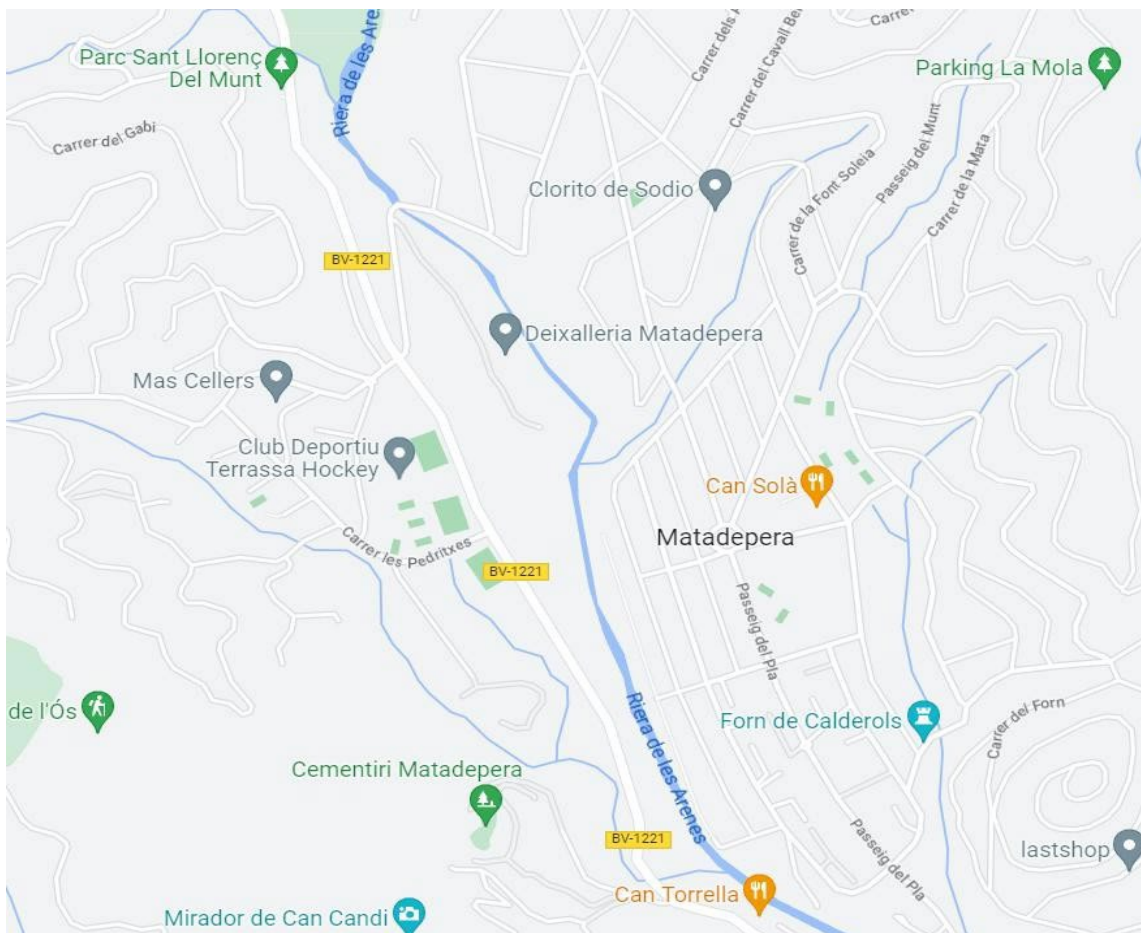 Parc Sant Llorenç
Del Munt
Riera de les Are
Carrer dels A
Carrer del Cavall Be
Parking La Mola
Carrer del Gabi
Clorito de Sodio
Carrer de la Font Soleia
Passeig del Munt
Carrer de la Mata
Carre
BV-1221
Deixalleria Matadepera
Mas Cellers
Club Deportiu
Terrassa Hockey
Can Solà
Matadepera
Carrer les Pedritxes
BV-1221
Passeig del Pla
de l'Ós
Riera de les Arenes
Forn de Calderols
Carrer del Forn
Cementiri Matadepera
BV-1221
Passeig del Pla
lastshop
Can Torrella
Mirador de Can Candi